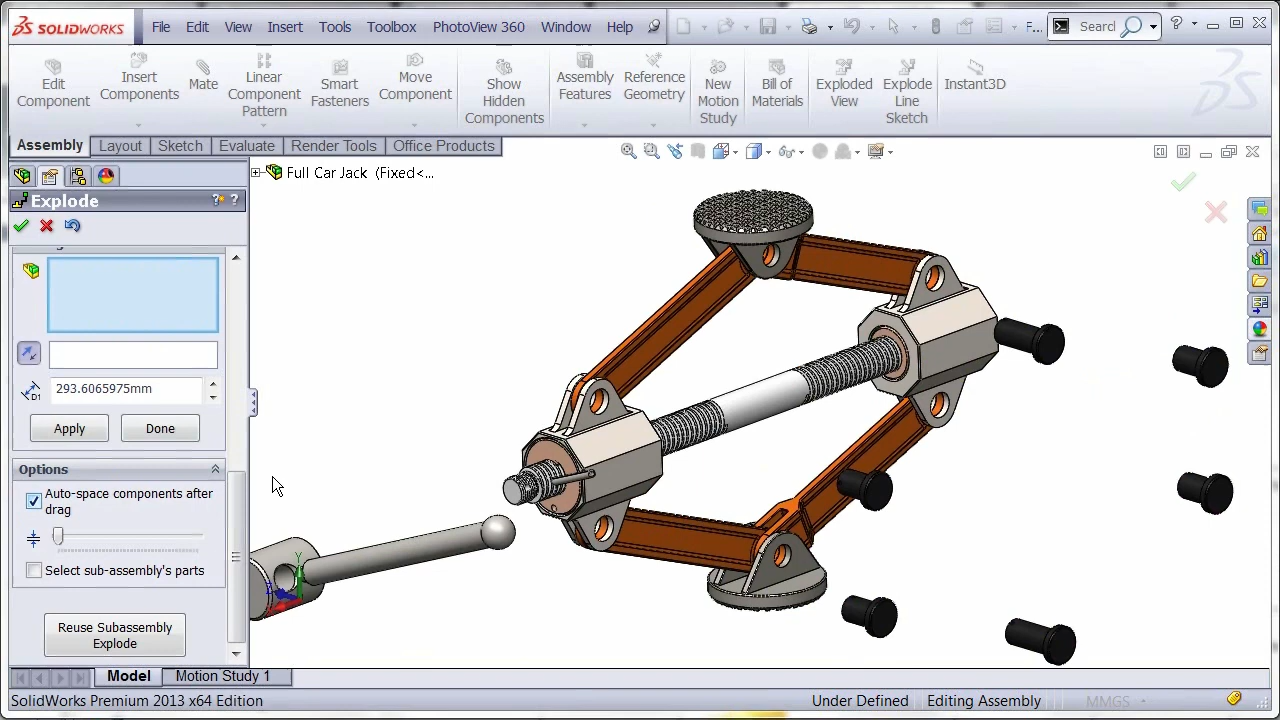 SOLIDWORKS File Edit View Insert Tools Toolbox PhotoView 360 Window Help F... Searc ?
Edit Component
Insert Components
Mate
Linear Component Pattern
Smart Fasteners
Move Component
Show Hidden Components
Assembly Features
Reference Geometry
New Motion Study
Bill of Materials
Exploded View
Explode Line Sketch
Instant3D
Assembly Layout Sketch Evaluate Render Tools Office Products
Full Car Jack (Fixed<...
Explode ? ?
D1 293.6065975mm
Apply Done
Options
Auto-space components after
drag
Select sub-assembly's parts
Reuse Subassembly
Explode
Y
Z
Model Motion Study 1
SolidWorks Premium 2013 x64 Edition Under Defined Editing Assembly MMGS